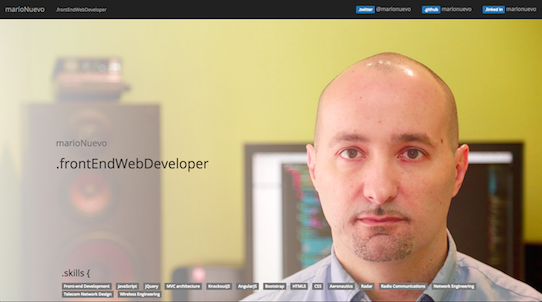 marioNuevo .frontEndWebDeveloper .twitter @marionuevo .github marionuevo .linked in marionuevo
marioNuevo
.frontEndWebDeveloper
.skills {
Front-end Development JavaScript jQuery MVC architecture KnockoutJS AngularJS Bootstrap HTML5 CSS Aeronautics Radar Radio Communications Network Engineering
Telecom Network Design Wireless Engineering